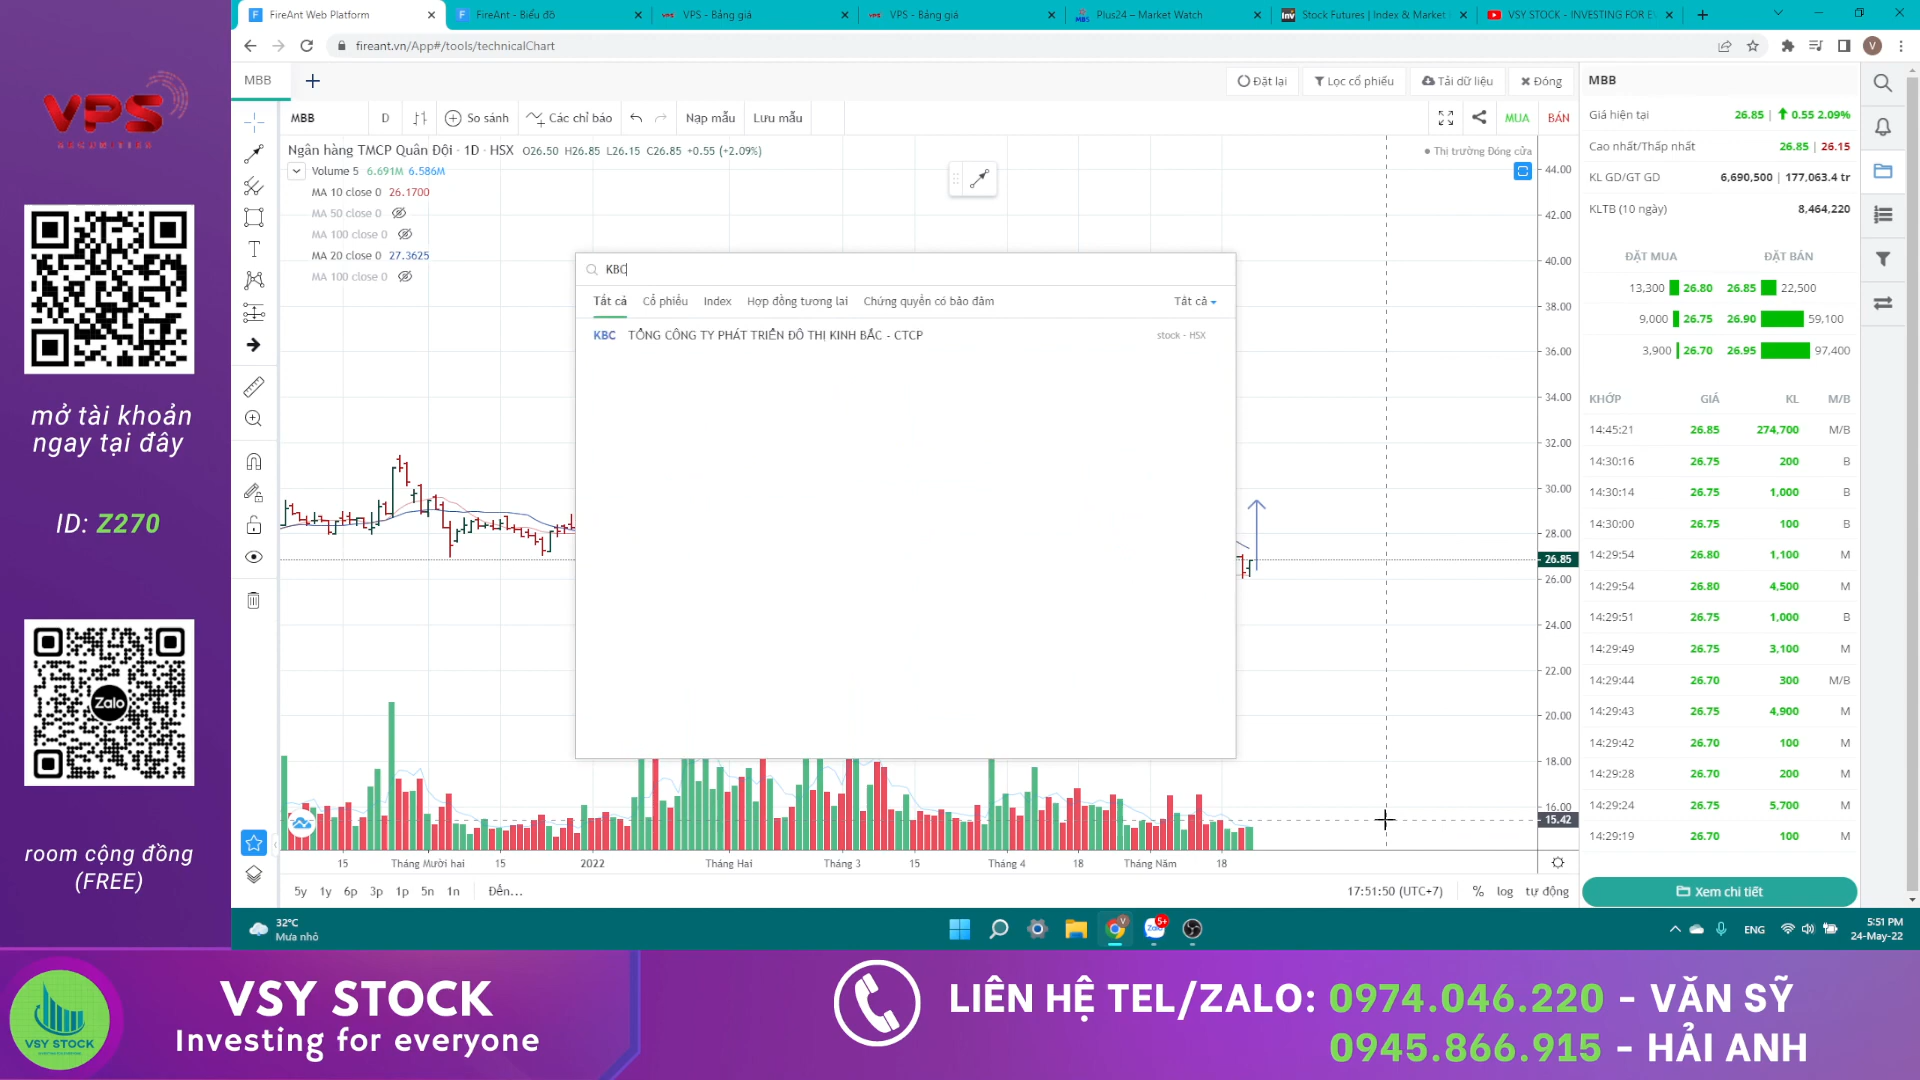 FireAnt Web Platform
FireAnt - Biểu đồ
VPS - Bảng giá
VPS - Bảng giá
Plus24 – Market Watch
Stock Futures | Index & Market
VSY STOCK - INVESTING FOR E
fireant.vn/App#/tools/technicalChart
MBB
Đặt lại
Lọc cổ phiếu
Tải dữ liệu
Đóng
MBB
D
So sánh
Các chỉ báo
Nạp mẫu
Lưu mẫu
MUA
BÁN
Ngân hàng TMCP Quân Đội · 1D · HSX O26.50 H26.85 L26.15 C26.85 +0.55 (+2.09%)
Thị trường Đóng cửa
Volume 5 6.691M 6.586M
MA 10 close 0 26.1700
MA 50 close 0
MA 100 close 0
MA 20 close 0 27.3625
MA 100 close 0
KBC
Tất cả
Cổ phiếu
Index
Hợp đồng tương lai
Chứng quyền có bảo đảm
Tất cả
KBC TỔNG CÔNG TY PHÁT TRIỂN ĐÔ THỊ KINH BẮC - CTCP
stock - HSX
44.00
42.00
40.00
38.00
36.00
34.00
32.00
30.00
28.00
26.85
26.00
24.00
22.00
20.00
18.00
16.00
15.42
15
Tháng Mười hai
15
2022
Tháng Hai
Tháng 3
15
Tháng 4
18
Tháng Năm
18
5y 1y 6p 3p 1p 5n 1n
Đến...
17:51:50 (UTC+7)
%
log
tự động
MBB
Giá hiện tại 26.85 | 0.55 2.09%
Cao nhất/Thấp nhất 26.85 | 26.15
KL GD/GT GD 6,690,500 | 177,063.4 tr
KLTB (10 ngày) 8,464,220
ĐẶT MUA ĐẶT BÁN
13,300 26.80 26.85 22,500
9,000 26.75 26.90 59,100
3,900 26.70 26.95 97,400
KHỚP GIÁ KL M/B
14:45:21 26.85 274,700 M/B
14:30:16 26.75 200 B
14:30:14 26.75 1,000 B
14:30:00 26.75 100 B
14:29:54 26.80 1,100 M
14:29:54 26.80 4,500 M
14:29:51 26.75 1,000 B
14:29:49 26.75 3,100 M
14:29:44 26.70 300 M/B
14:29:43 26.75 4,900 M
14:29:42 26.70 100 M
14:29:28 26.70 200 M
14:29:24 26.75 5,700 M
14:29:19 26.70 100 M
Xem chi tiết
VPS
mở tài khoản
ngay tại đây
ID: Z270
Zalo
room cộng đồng
(FREE)
32°C
Mưa nhỏ
5+
ENG
5:51 PM
24-May-22
VSY STOCK
VSY STOCK
Investing for everyone
LIÊN HỆ TEL/ZALO: 0974.046.220 - VĂN SỸ
0945.866.915 - HẢI ANH